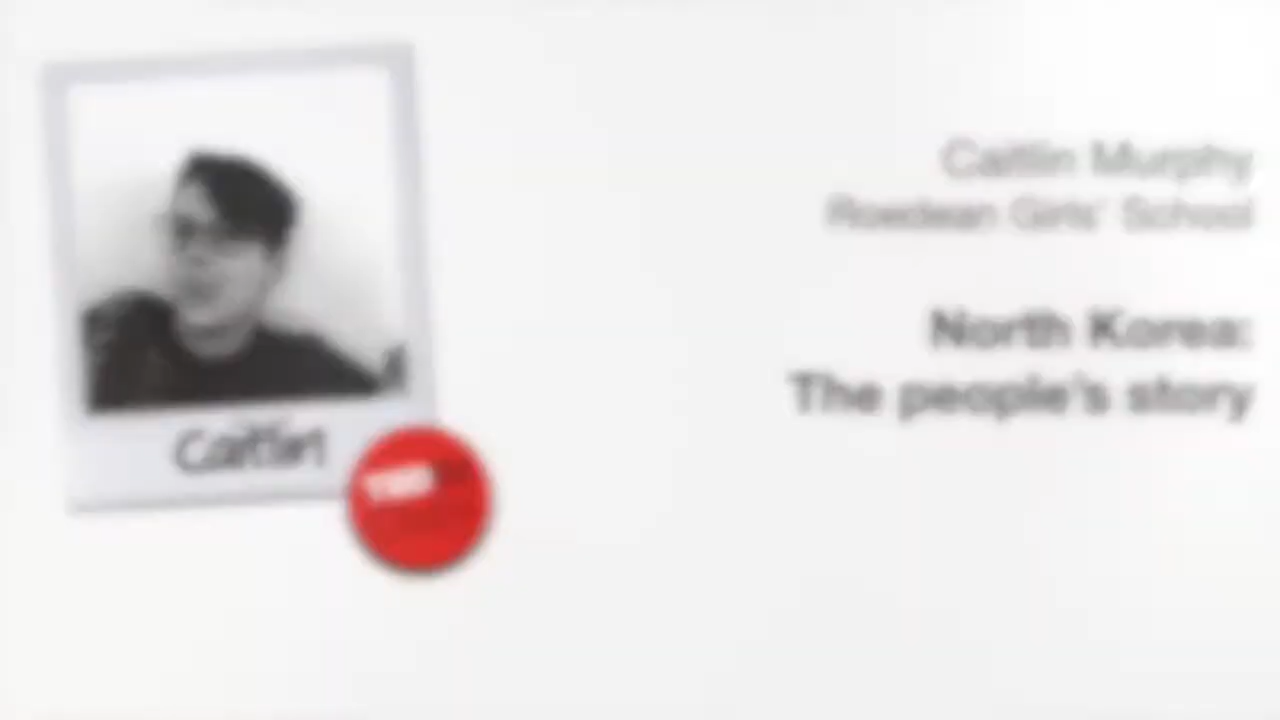 Caitlin Murphy
Roedean Girls' School
North Korea:
The people's story
Caitlin